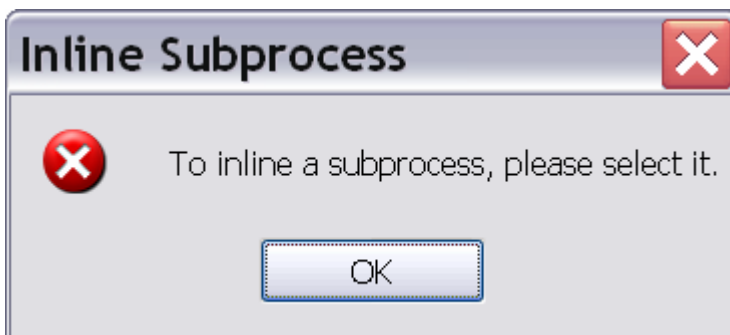 Inline Subprocess
To inline a subprocess, please select it.
OK